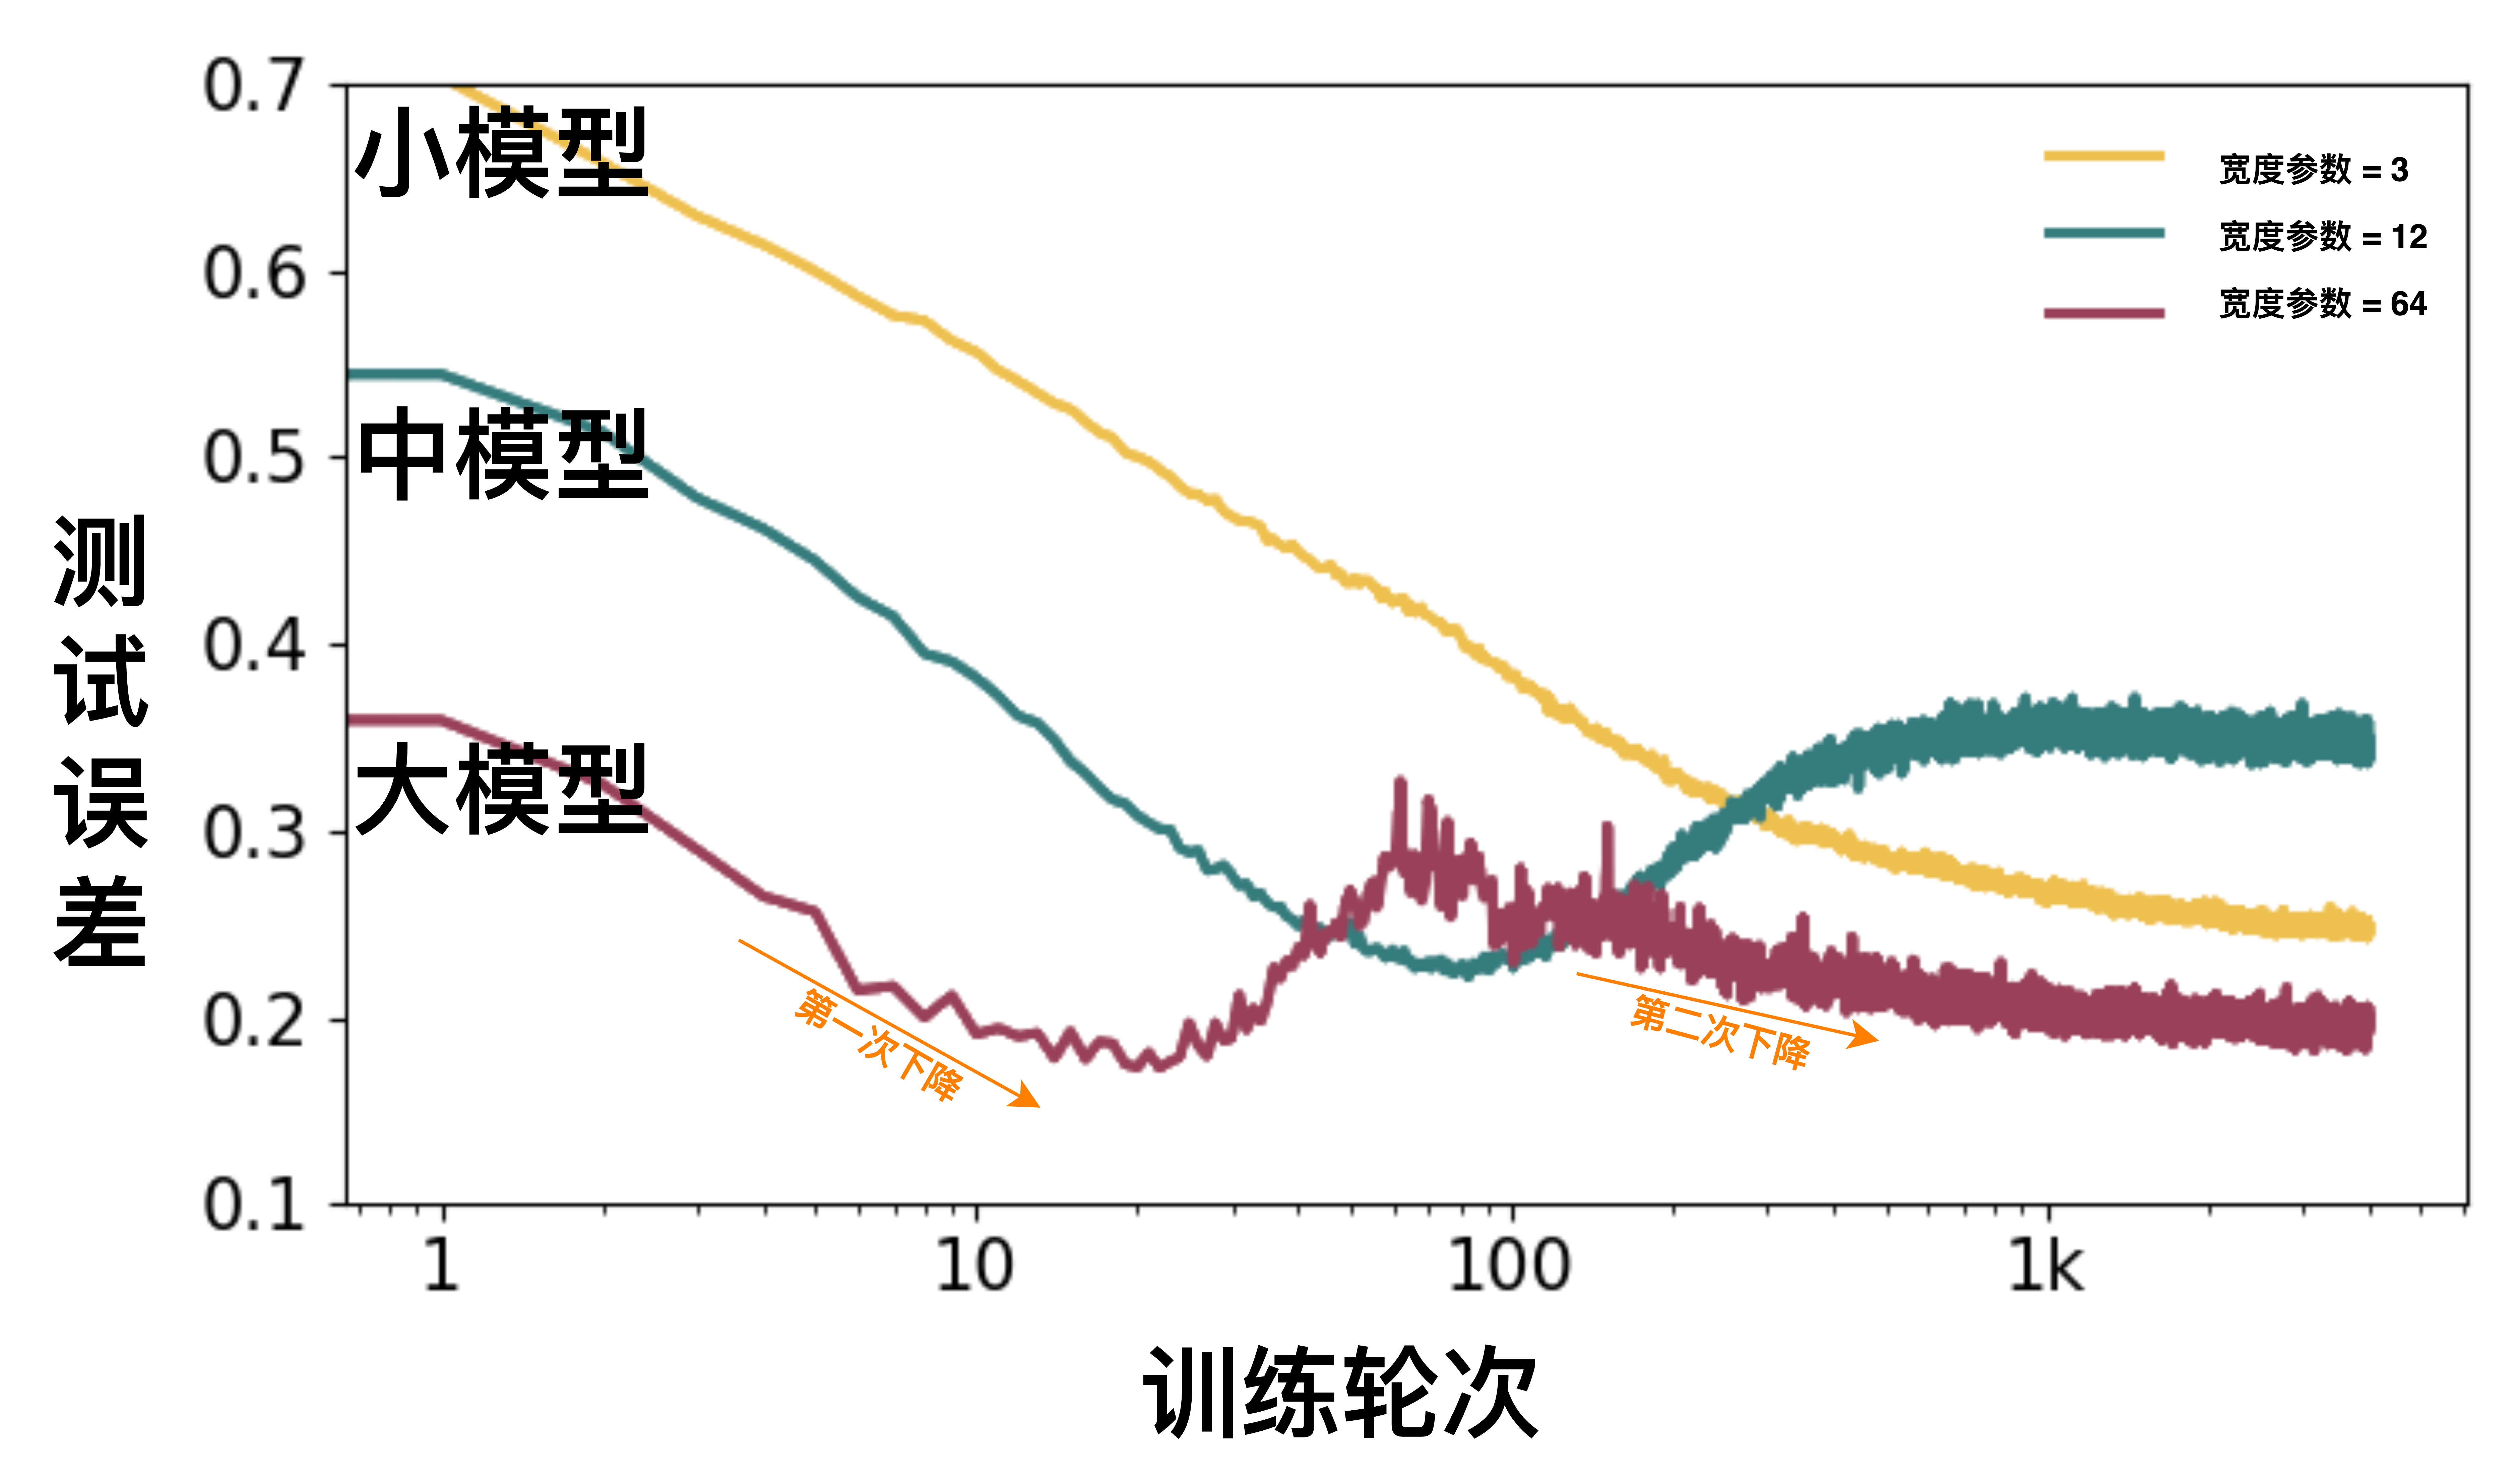 0.7
0.6
0.5
0.4
0.3
0.2
0.1
测试误差
小模型
中模型
大模型
宽度参数 = 3
宽度参数 = 12
宽度参数 = 64
第一次下降
第二次下降
1
10
100
1k
训练轮次